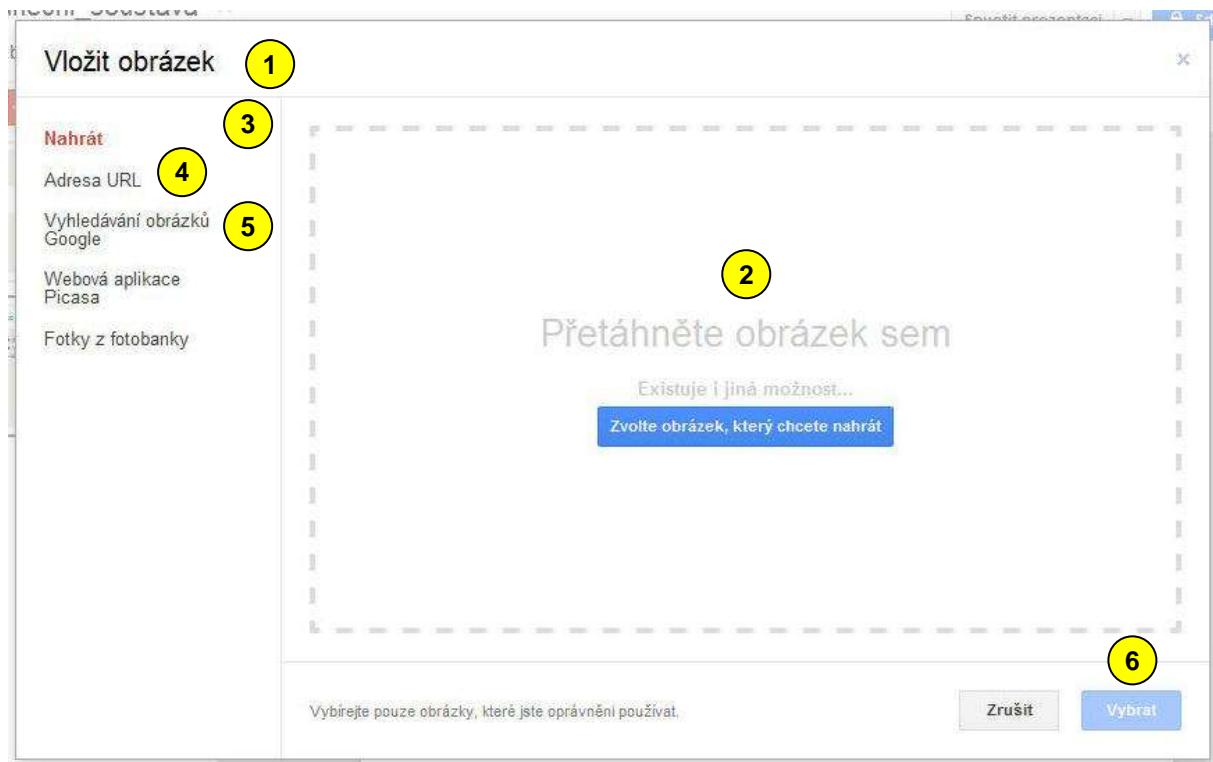 Vložit obrázek
1
×
3
Nahrát
Adresa URL
4
Vyhledávání obrázků
Google
5
Webová aplikace
Picasa
Fotky z fotobanky
2
Přetáhněte obrázek sem
Existuje i jiná možnost...
Zvolte obrázek, který chcete nahrát
6
Vybírejte pouze obrázky, které jste oprávněni používat.
Zrušit
Vybrat